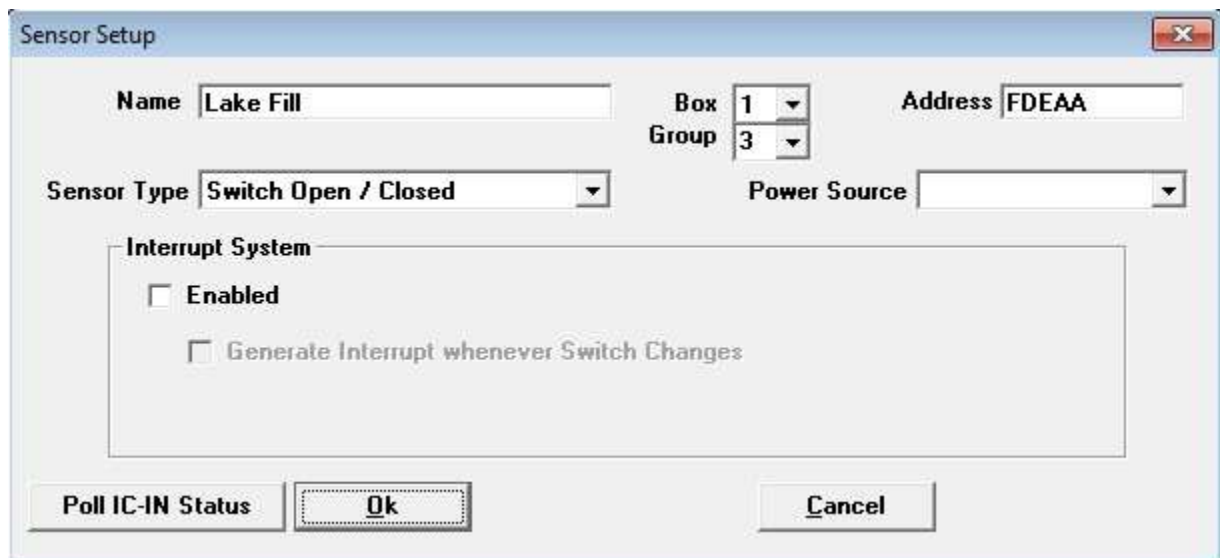 Sensor Setup
Name Lake Fill Box 1 Address FDEAA
Group 3
Sensor Type Switch Open / Closed Power Source
Interrupt System
Enabled
Generate Interrupt whenever Switch Changes
Poll IC-IN Status Ok Cancel